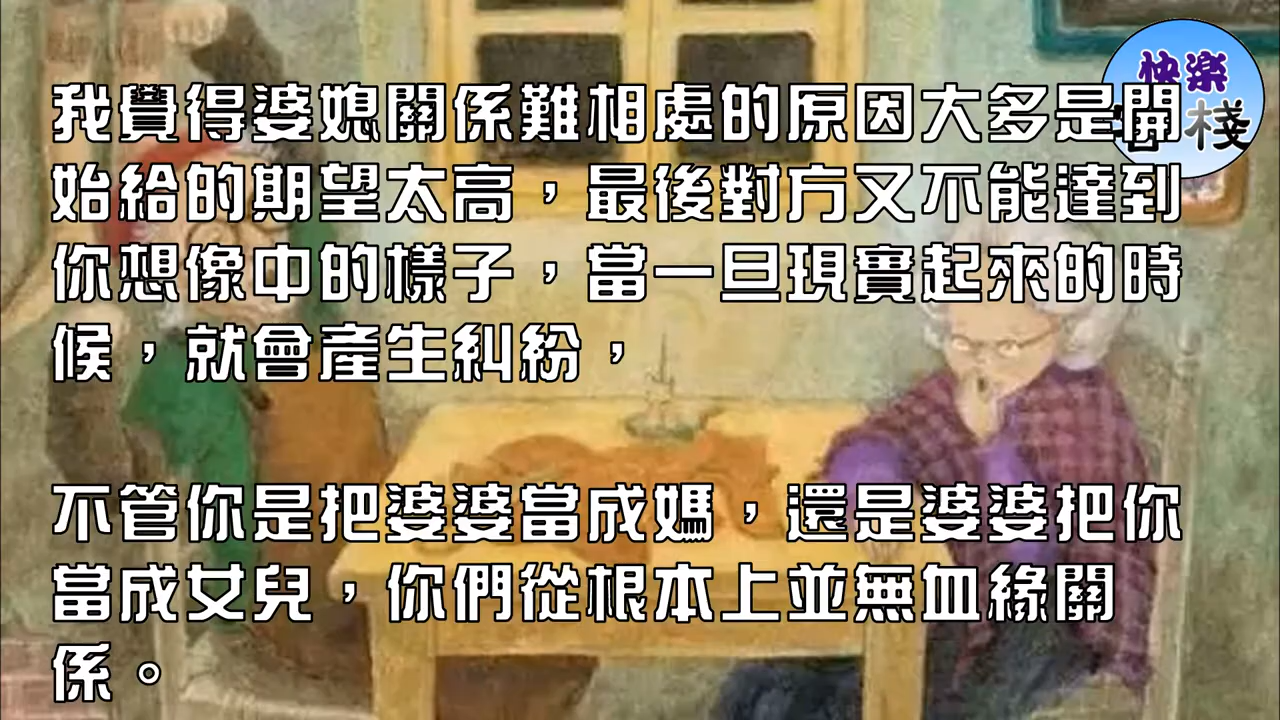 快楽
棧
我覺得婆媳關係難相處的原因大多是開
始給的期望太高，最後對方又不能達到
你想像中的樣子，當一旦現實起來的時
候，就會產生糾紛，
不管你是把婆婆當成媽，還是婆婆把你
當成女兒，你們從根本上並無血緣關
係。